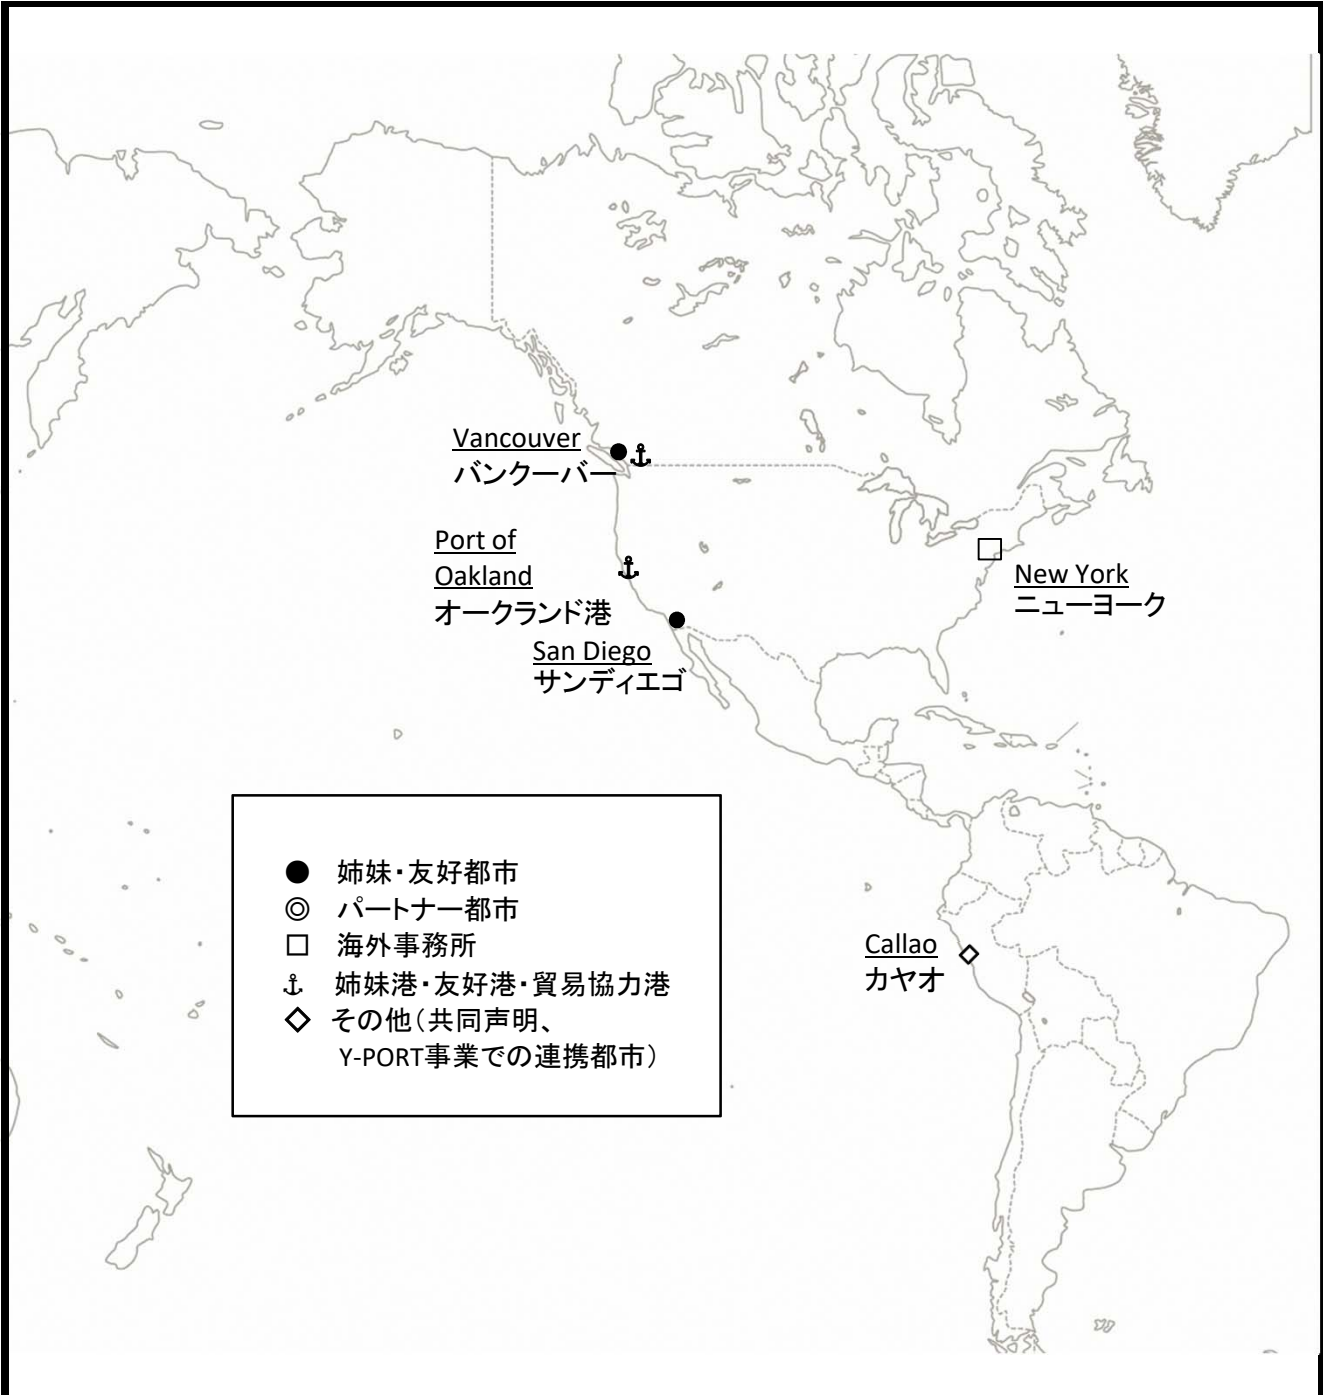 Vancouver
バンクーバー
Port of
Oakland
オークランド港
San Diego
サンディエゴ
New York
ニューヨーク
Callao
カヤオ
● 姉妹・友好都市
◎ パートナー都市
□ 海外事務所
⚓ 姉妹港・友好港・貿易協力港
◇ その他（共同声明、
Y-PORT事業での連携都市）